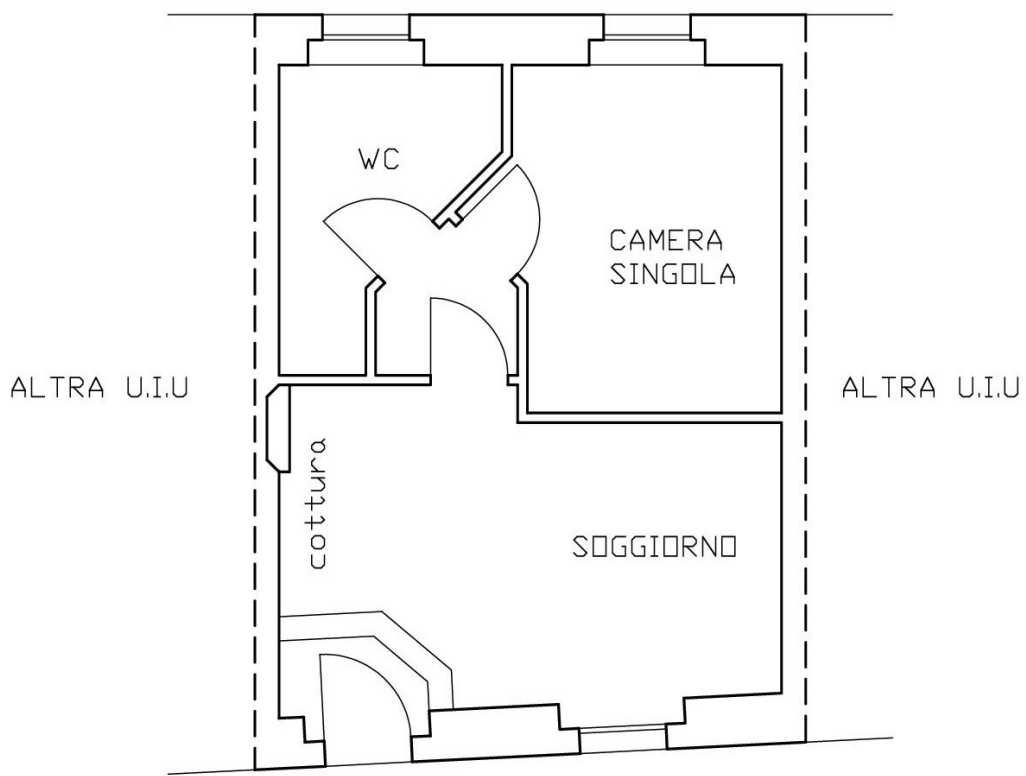 WC
CAMERA
SINGOLA
ALTRA U.I.U
ALTRA U.I.U
cottura
SOGGIORNO